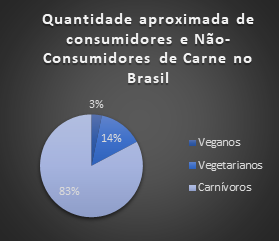 Quantidade aproximada de
consumidores e Não-
Consumidores de Carne no
Brasil
3%
14%
83%
Veganos
Vegetarianos
Carnívoros